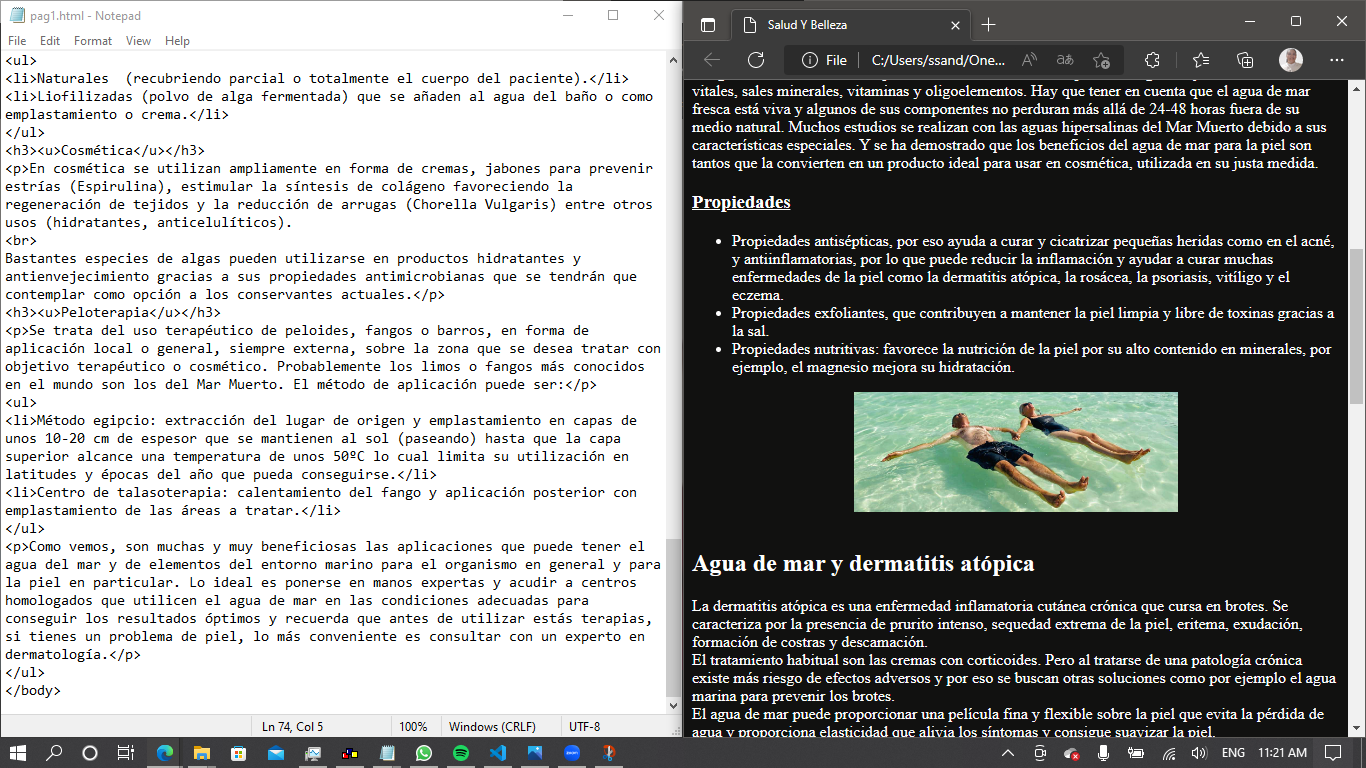 pag1.html - Notepad
File Edit Format View Help
<ul>
<li>Naturales  (recubriendo parcial o totalmente el cuerpo del paciente).</li>
<li>Liofilizadas (polvo de alga fermentada) que se añaden al agua del baño o como
emplastamiento o crema.</li>
</ul>
<h3><u>Cosmética</u></h3>
<p>En cosmética se utilizan ampliamente en forma de cremas, jabones para prevenir
estrías (Espirulina), estimular la síntesis de colágeno favoreciendo la
regeneración de tejidos y la reducción de arrugas (Chorella Vulgaris) entre otros
usos (hidratantes, anticelulíticos).
<br>
Bastantes especies de algas pueden utilizarse en productos hidratantes y
antienvejecimiento gracias a sus propiedades antimicrobianas que se tendrán que
contemplar como opción a los conservantes actuales.</p>
<h3><u>Peloterapia</u></h3>
<p>Se trata del uso terapéutico de peloides, fangos o barros, en forma de
aplicación local o general, siempre externa, sobre la zona que se desea tratar con
objetivo terapéutico o cosmético. Probablemente los limos o fangos más conocidos
en el mundo son los del Mar Muerto. El método de aplicación puede ser:</p>
<ul>
<li>Método egipcio: extracción del lugar de origen y emplastamiento en capas de
unos 10-20 cm de espesor que se mantienen al sol (paseando) hasta que la capa
superior alcance una temperatura de unos 50ºC lo cual limita su utilización en
latitudes y épocas del año que pueda conseguirse.</li>
<li>Centro de talasoterapia: calentamiento del fango y aplicación posterior con
emplastamiento de las áreas a tratar.</li>
</ul>
<p>Como vemos, son muchas y muy beneficiosas las aplicaciones que puede tener el
agua del mar y de elementos del entorno marino para el organismo en general y para
la piel en particular. Lo ideal es ponerse en manos expertas y acudir a centros
homologados que utilicen el agua de mar en las condiciones adecuadas para
conseguir los resultados óptimos y recuerda que antes de utilizar estás terapias,
si tienes un problema de piel, lo más conveniente es consultar con un experto en
dermatología.</p>
</ul>
</body>
Ln 74, Col 5 100% Windows (CRLF) UTF-8
Salud Y Belleza
File C:/Users/ssand/One...
vitales, sales minerales, vitaminas y oligoelementos. Hay que tener en cuenta que el agua de mar
fresca está viva y algunos de sus componentes no perduran más allá de 24-48 horas fuera de su
medio natural. Muchos estudios se realizan con las aguas hipersalinas del Mar Muerto debido a sus
características especiales. Y se ha demostrado que los beneficios del agua de mar para la piel son
tantos que la convierten en un producto ideal para usar en cosmética, utilizada en su justa medida.
Propiedades
• Propiedades antisépticas, por eso ayuda a curar y cicatrizar pequeñas heridas como en el acné,
y antiinflamatorias, por lo que puede reducir la inflamación y ayudar a curar muchas
enfermedades de la piel como la dermatitis atópica, la rosácea, la psoriasis, vitíligo y el
eczema.
• Propiedades exfoliantes, que contribuyen a mantener la piel limpia y libre de toxinas gracias a
la sal.
• Propiedades nutritivas: favorece la nutrición de la piel por su alto contenido en minerales, por
ejemplo, el magnesio mejora su hidratación.
Agua de mar y dermatitis atópica
La dermatitis atópica es una enfermedad inflamatoria cutánea crónica que cursa en brotes. Se
caracteriza por la presencia de prurito intenso, sequedad extrema de la piel, eritema, exudación,
formación de costras y descamación.
El tratamiento habitual son las cremas con corticoides. Pero al tratarse de una patología crónica
existe más riesgo de efectos adversos y por eso se buscan otras soluciones como por ejemplo el agua
marina para prevenir los brotes.
El agua de mar puede proporcionar una película fina y flexible sobre la piel que evita la pérdida de
agua y proporciona elasticidad que alivia los síntomas y consigue suavizar la piel.
ENG 11:21 AM